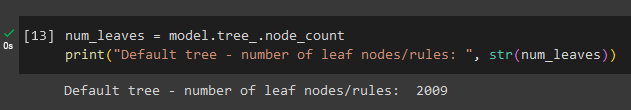 [13] num_leaves = model.tree_.node_count
print("Default tree - number of leaf nodes/rules: ", str(num_leaves))
0s
Default tree - number of leaf nodes/rules:  2009